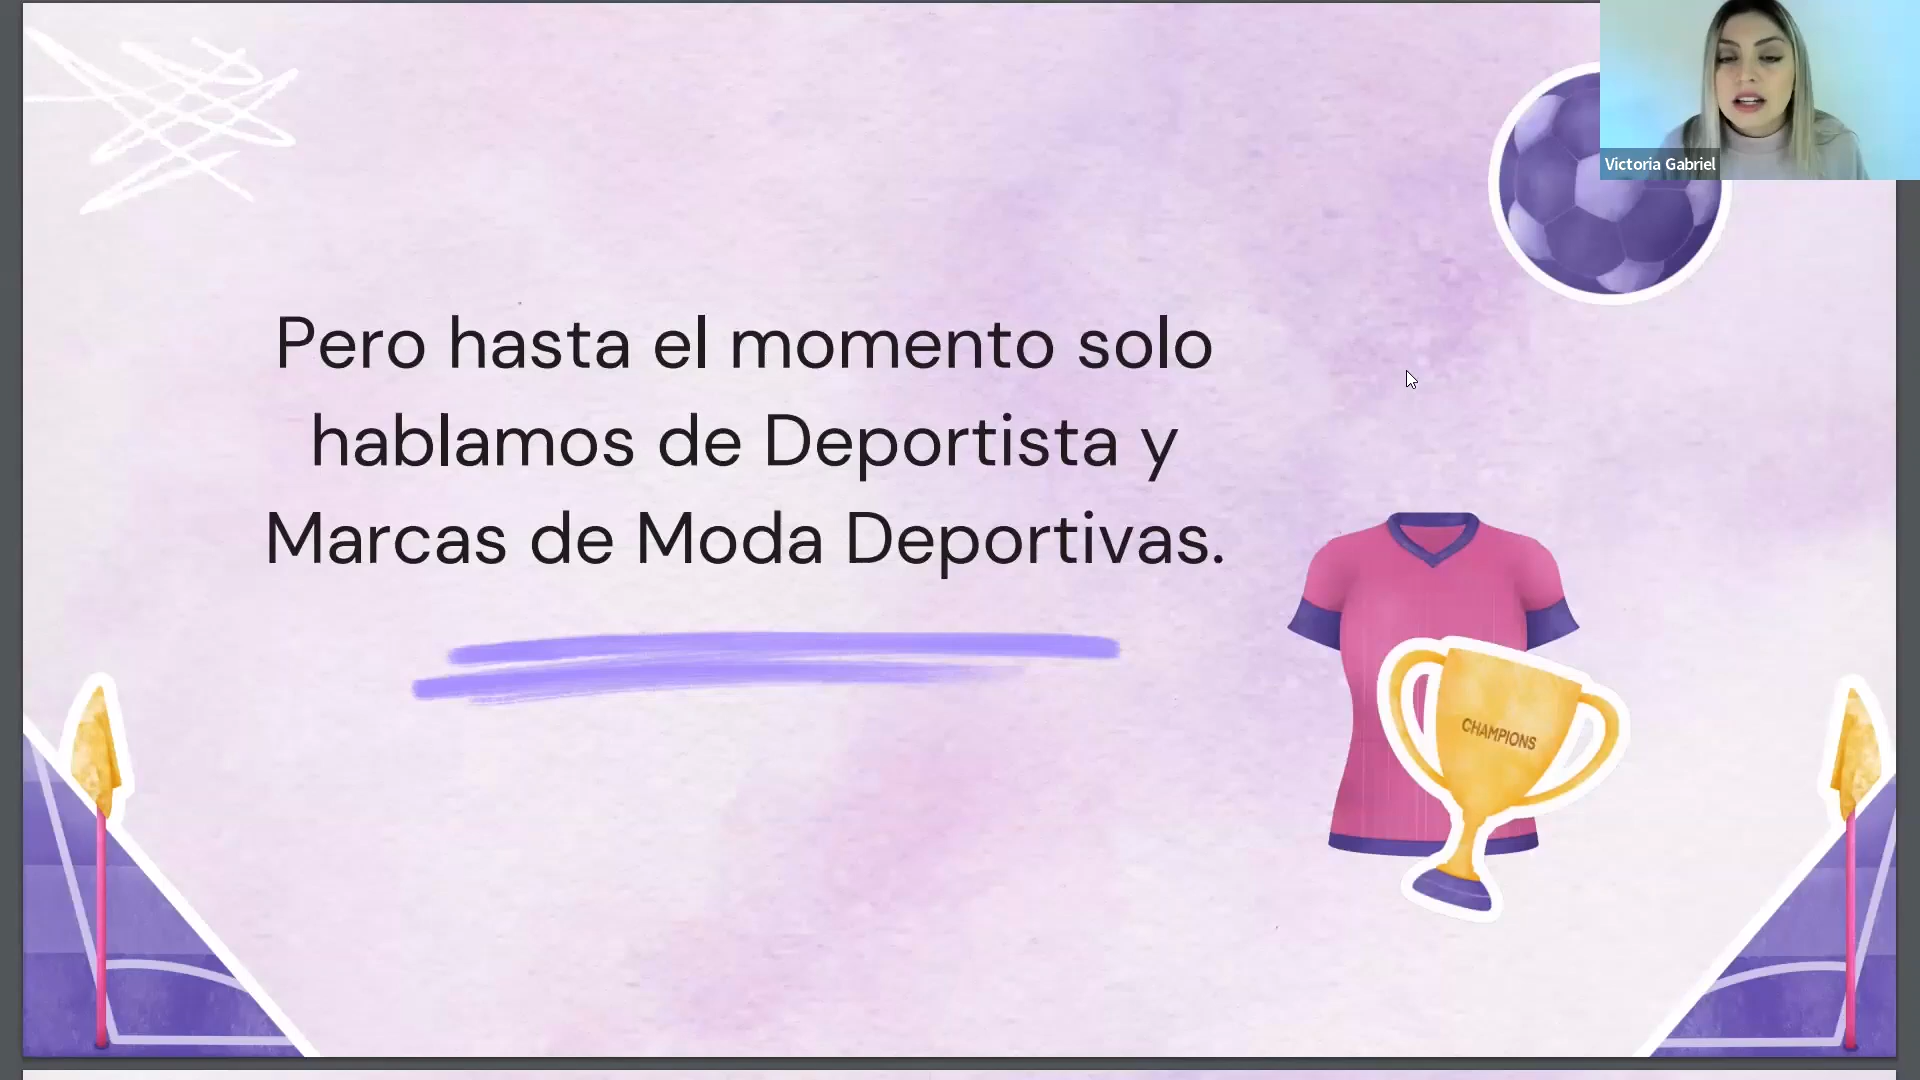 Victoria Gabriel
Pero hasta el momento solo
hablamos de Deportista y
Marcas de Moda Deportivas.
CHAMPIONS